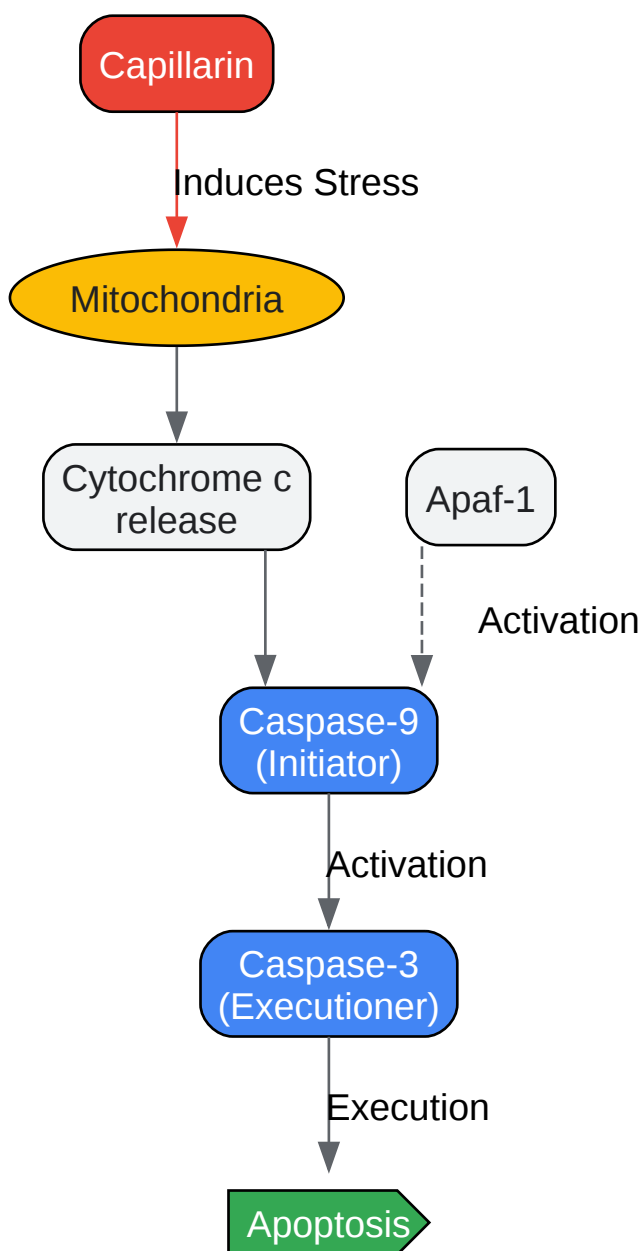 Capillarin
Induces Stress
Mitochondria
Cytochrome c
release
Apaf-1
Activation
Caspase-9
(Initiator)
Activation
Caspase-3
(Executioner)
Execution
Apoptosis